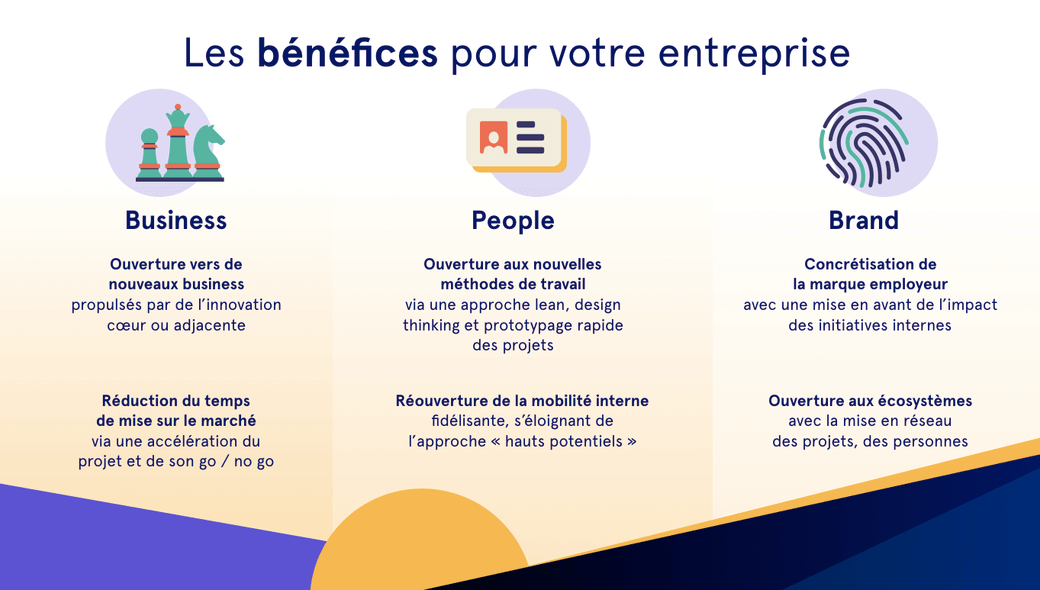 Les bénéfices pour votre entreprise
Business
Ouverture vers de
nouveaux business
propulsés par de l’innovation
cœur ou adjacente
Réduction du temps
de mise sur le marché
via une accélération du
projet et de son go / no go
People
Ouverture aux nouvelles
méthodes de travail
via une approche lean, design
thinking et prototypage rapide
des projets
Réouverture de la mobilité interne
fidélisante, s’éloignant de
l’approche « hauts potentiels »
Brand
Concrétisation de
la marque employeur
avec une mise en avant de l’impact
des initiatives internes
Ouverture aux écosystèmes
avec la mise en réseau
des projets, des personnes